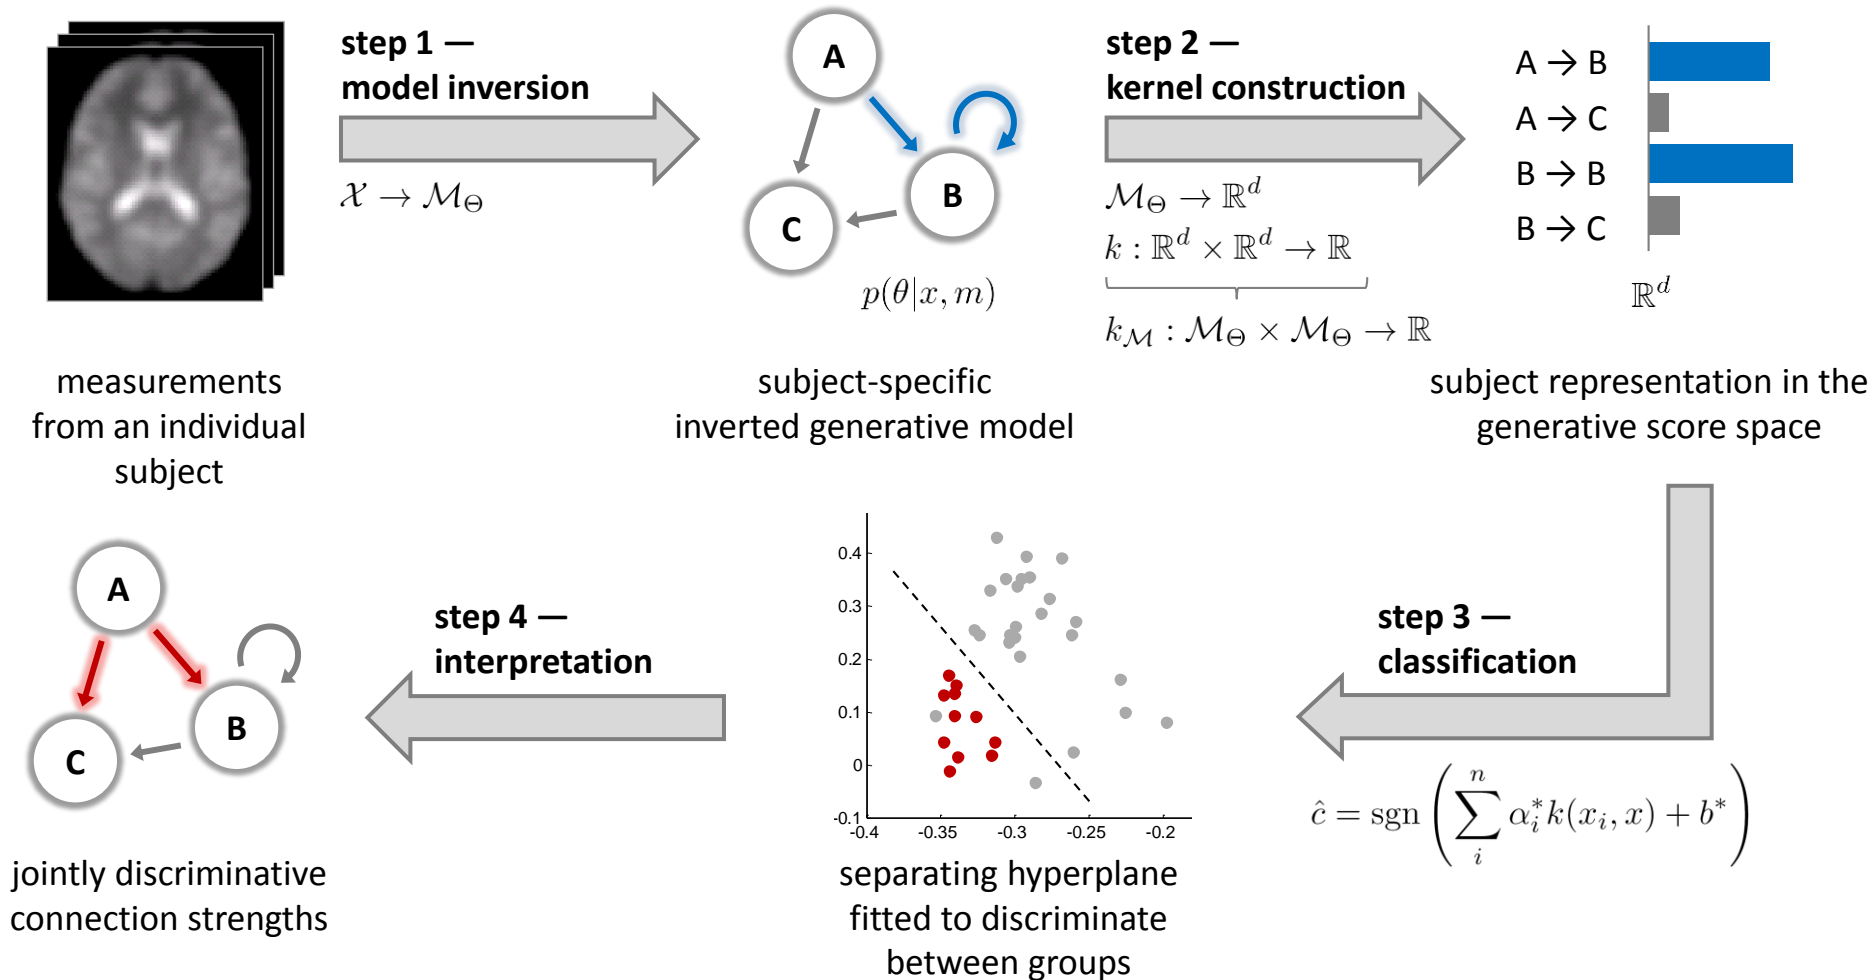 step 1 —
model inversion
𝒳 → ℳ_Θ
measurements
from an individual
subject
A
B
C
p(θ|x, m)
subject-specific
inverted generative model
step 2 —
kernel construction
ℳ_Θ → ℝ^d
k : ℝ^d × ℝ^d → ℝ
k_ℳ : ℳ_Θ × ℳ_Θ → ℝ
A → B
A → C
B → B
B → C
ℝ^d
subject representation in the
generative score space
step 3 —
classification
ĉ = sgn ( ∑_i^n α_i^* k(x_i, x) + b^* )
0.4
0.3
0.2
0.1
0
-0.1
-0.4 -0.35 -0.3 -0.25 -0.2
separating hyperplane
fitted to discriminate
between groups
step 4 —
interpretation
A
B
C
jointly discriminative
connection strengths